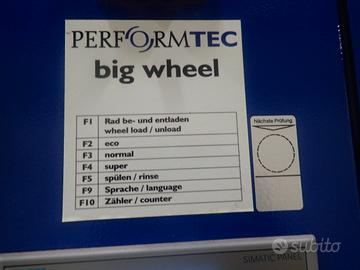 PERFORMTEC
big wheel
F1 Rad be- und entladen
wheel load / unload
F2 eco
F3 normal
F4 super
F5 spülen / rinse
F9 Sprache / language
F10 Zähler / counter
Nächste Prüfung
subito
SIMATIC PANEL